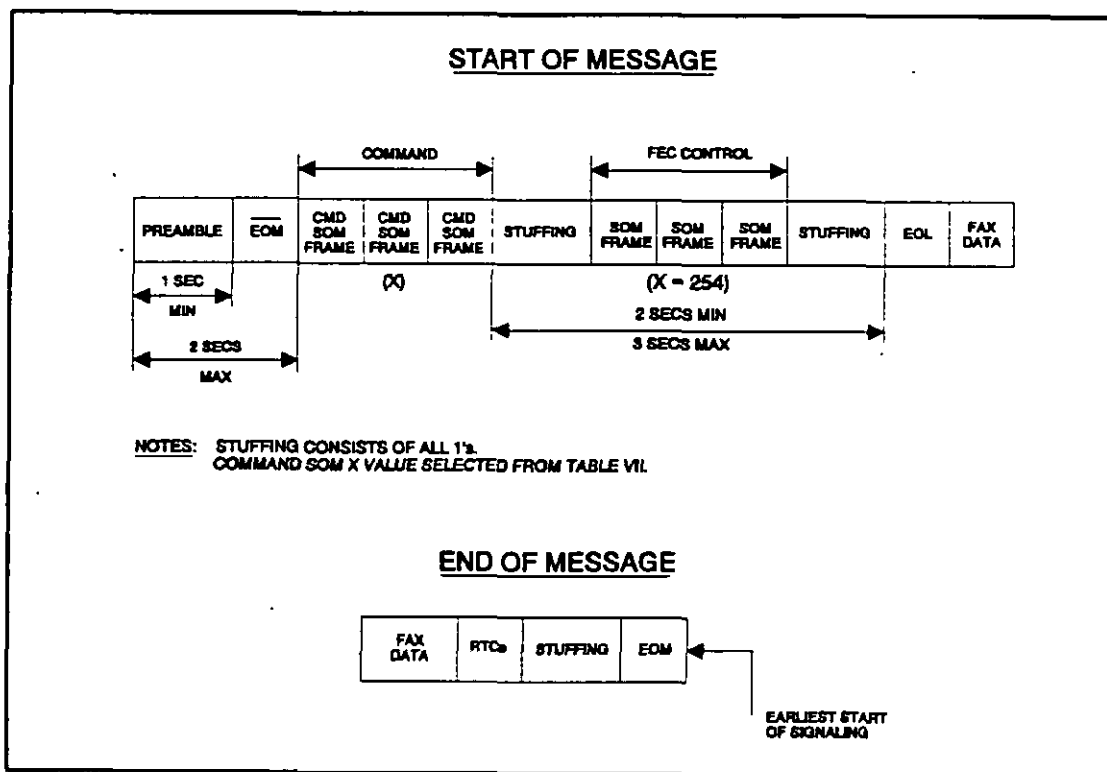 START OF MESSAGE
COMMAND
FEC CONTROL
PREAMBLE
EOM
CMD
SOM
FRAME
CMD
SOM
FRAME
CMD
SOM
FRAME
STUFFING
SOM
FRAME
SOM
FRAME
SOM
FRAME
STUFFING
EOL
FAX
DATA
1 SEC
MIN
(X)
(X = 254)
2 SECS MIN
3 SECS MAX
2 SECS
MAX
NOTES: STUFFING CONSISTS OF ALL 1's.
COMMAND SOM X VALUE SELECTED FROM TABLE VII.
END OF MESSAGE
FAX
DATA
RTCs
STUFFING
EOM
EARLIEST START
OF SIGNALING